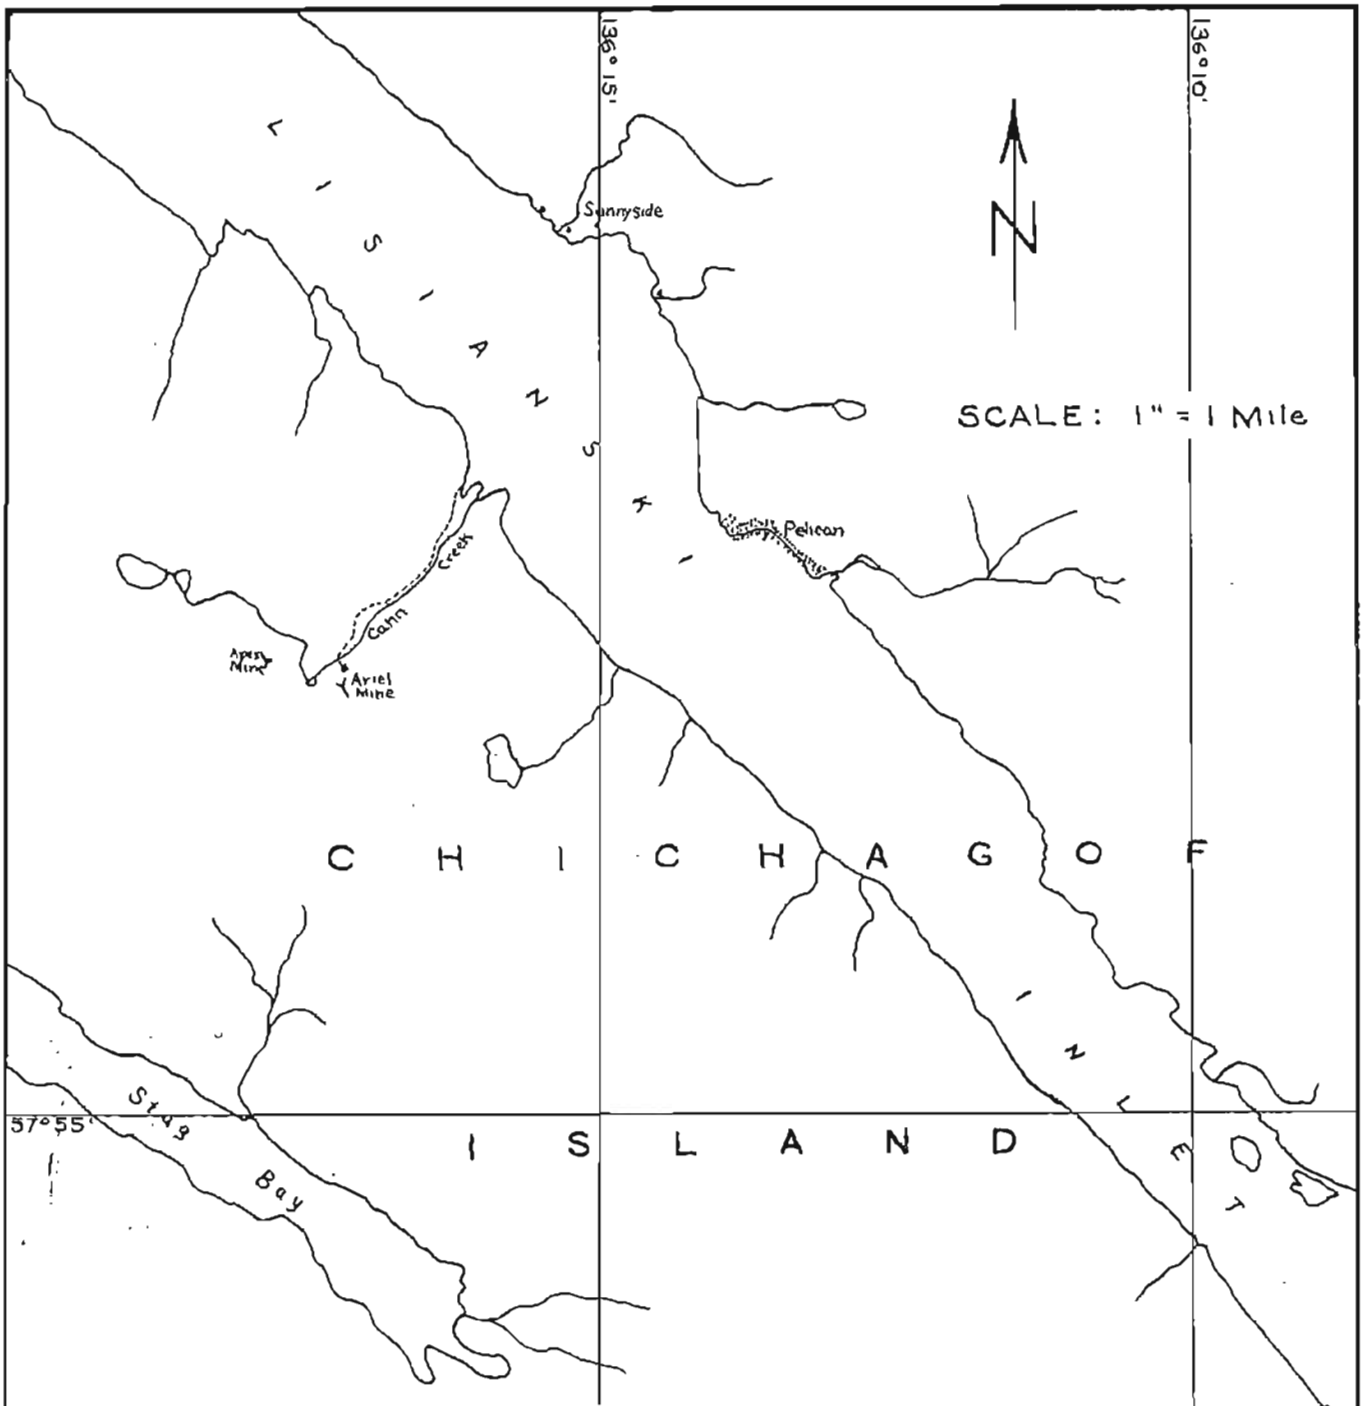 136° 15'
136° 10'
LISIANSKI
Sunnyside
N
SCALE: 1" = 1 Mile
Pelican
Creek
Cann
Apex
Mine
Ariel
Mine
CHICHAGOF
INLET
Stag
57° 55'
ISLAND
Bay